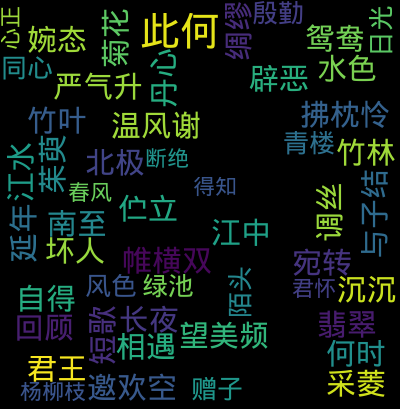 心正
婉态
菊花
此何
绸缪
殷勤
鸳鸯
日光
同心
严气升
丹心
辟恶
水色
竹叶
温风谢
拂枕怜
青楼
竹林
江水
茱萸
北极
断绝
春风
得知
调丝
与子结
延年
南至
伫立
江中
坏人
帷横双
宛转
风色
绿池
陌头
君怀
沉沉
自得
回顾
短歌
长夜
望美频
翡翠
相遇
何时
君王
杨柳枝
邀欢空
赠子
采菱